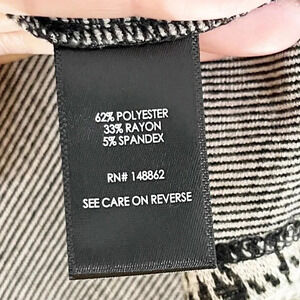 62% POLYESTER
33% RAYON
5% SPANDEX
RN# 148862
SEE CARE ON REVERSE